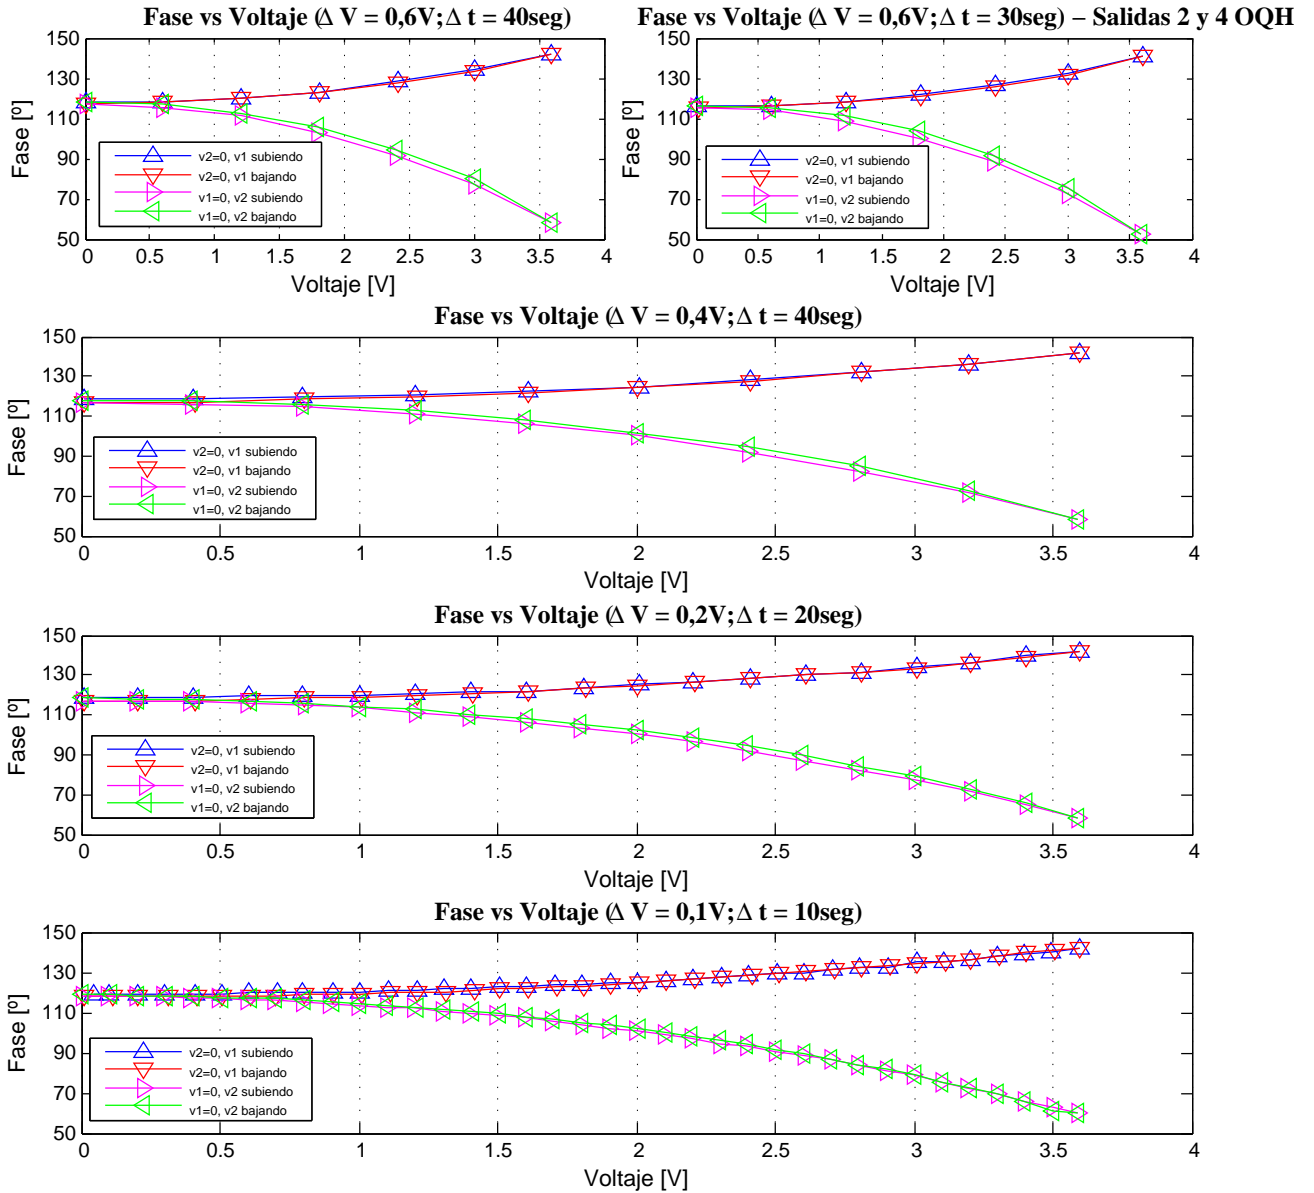 Fase vs Voltaje (Δ V = 0,6V; Δ t = 40seg)
150
130
110
90
70
50
Fase [º]
v2=0, v1 subiendo
v2=0, v1 bajando
v1=0, v2 subiendo
v1=0, v2 bajando
0 0.5 1 1.5 2 2.5 3 3.5 4
Voltaje [V]
Fase vs Voltaje (Δ V = 0,6V; Δ t = 30seg) – Salidas 2 y 4 OQH
150
130
110
90
70
50
Fase [º]
v2=0, v1 subiendo
v2=0, v1 bajando
v1=0, v2 subiendo
v1=0, v2 bajando
0 0.5 1 1.5 2 2.5 3 3.5 4
Voltaje [V]
Fase vs Voltaje (Δ V = 0,4V; Δ t = 40seg)
150
130
110
90
70
50
Fase [º]
v2=0, v1 subiendo
v2=0, v1 bajando
v1=0, v2 subiendo
v1=0, v2 bajando
0 0.5 1 1.5 2 2.5 3 3.5 4
Voltaje [V]
Fase vs Voltaje (Δ V = 0,2V; Δ t = 20seg)
150
130
110
90
70
50
Fase [º]
v2=0, v1 subiendo
v2=0, v1 bajando
v1=0, v2 subiendo
v1=0, v2 bajando
0 0.5 1 1.5 2 2.5 3 3.5 4
Voltaje [V]
Fase vs Voltaje (Δ V = 0,1V; Δ t = 10seg)
150
130
110
90
70
50
Fase [º]
v2=0, v1 subiendo
v2=0, v1 bajando
v1=0, v2 subiendo
v1=0, v2 bajando
0 0.5 1 1.5 2 2.5 3 3.5 4
Voltaje [V]